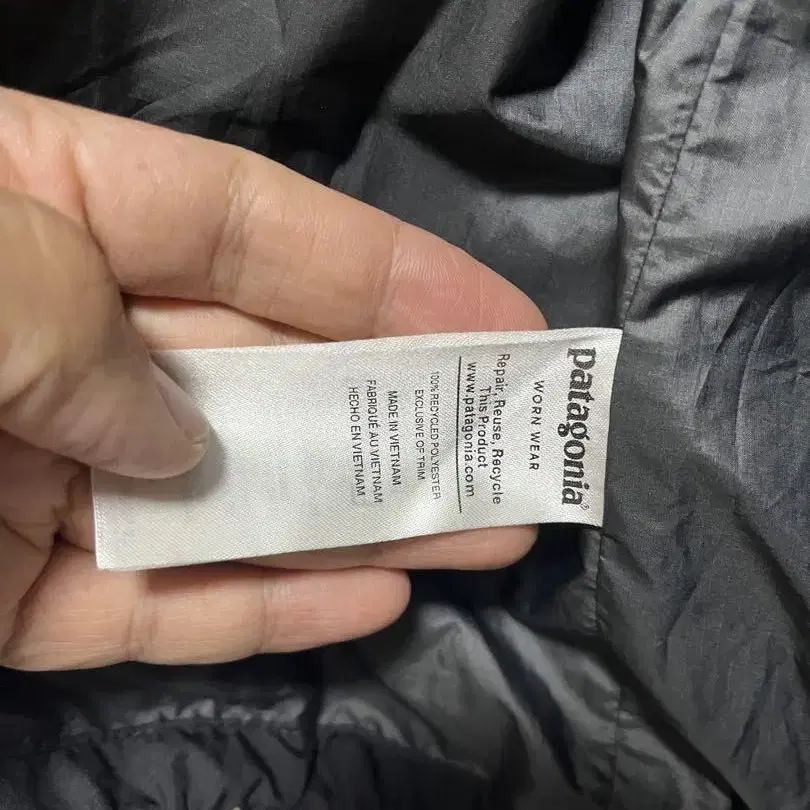 patagonia®
WORN WEAR
Repair, Reuse, Recycle
This Product
www.patagonia.com
100% RECYCLED POLYESTER
EXCLUSIVE OF TRIM
MADE IN VIETNAM
FABRIQUÉ AU VIETNAM
HECHO EN VIETNAM